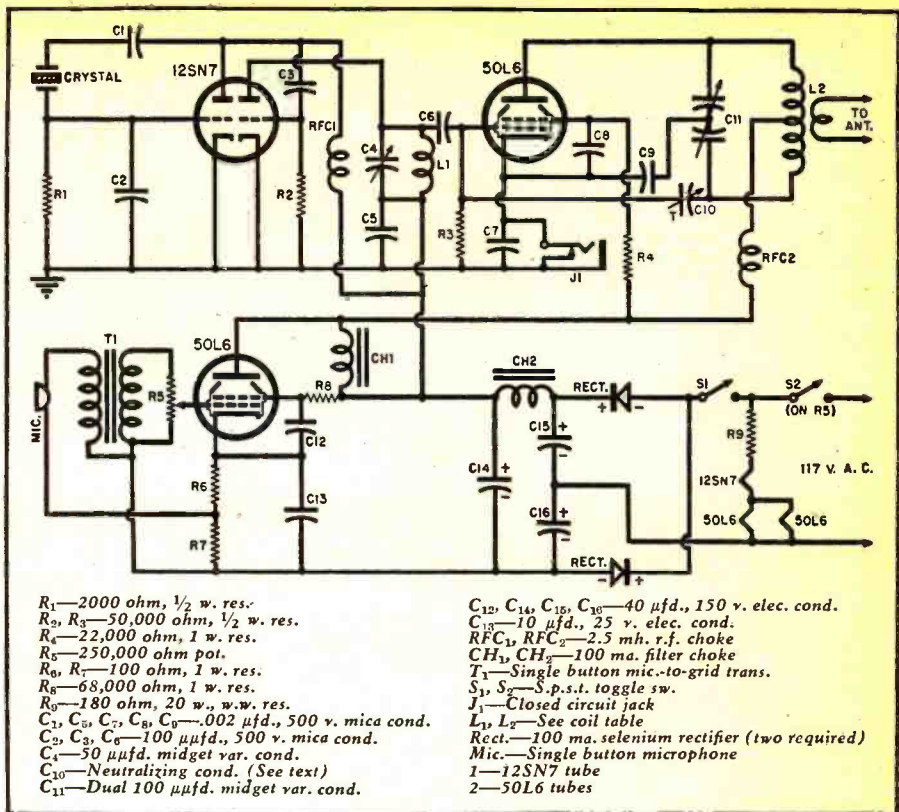 C1
CRYSTAL
12SN7
C3
RFC1
R1
C2
R2
C4
C5
L1
C6
50L6
R3
C7
C8
C9
J1
R4
C10
T
C11
L2
TO
ANT.
RFC2
T1
MIC.
R5
50L6
R8
CH1
C12
R6
C13
R7
CH2
C14
+
-
C15
+
-
C16
+
-
RECT.
+
-
RECT.
-
+
S1
S2
(ON R5)
R9
12SN7
50L6
50L6
117 V. A.C.
R₁—2000 ohm, 1/2 w. res.
R₂, R₃—50,000 ohm, 1/2 w. res.
R₄—22,000 ohm, 1 w. res.
R₅—250,000 ohm pot.
R₆, R₇—100 ohm, 1 w. res.
R₈—68,000 ohm, 1 w. res.
R₉—180 ohm, 20 w., w.w. res.
C₁, C₅, C₇, C₈, C₉—.002 μfd., 500 v. mica cond.
C₂, C₃, C₆—100 μμfd., 500 v. mica cond.
C₄—50 μμfd. midget var. cond.
C₁₀—Neutralizing cond. (See text)
C₁₁—Dual 100 μμfd. midget var. cond.
C₁₂, C₁₄, C₁₅, C₁₆—40 μfd., 150 v. elec. cond.
C₁₃—10 μfd., 25 v. elec. cond.
RFC₁, RFC₂—2.5 mh. r.f. choke
CH₁, CH₂—100 ma. filter choke
T₁—Single button mic.-to-grid trans.
S₁, S₂—S.p.s.t. toggle sw.
J₁—Closed circuit jack
L₁, L₂—See coil table
Rect.—100 ma. selenium rectifier (two required)
Mic.—Single button microphone
1—12SN7 tube
2—50L6 tubes